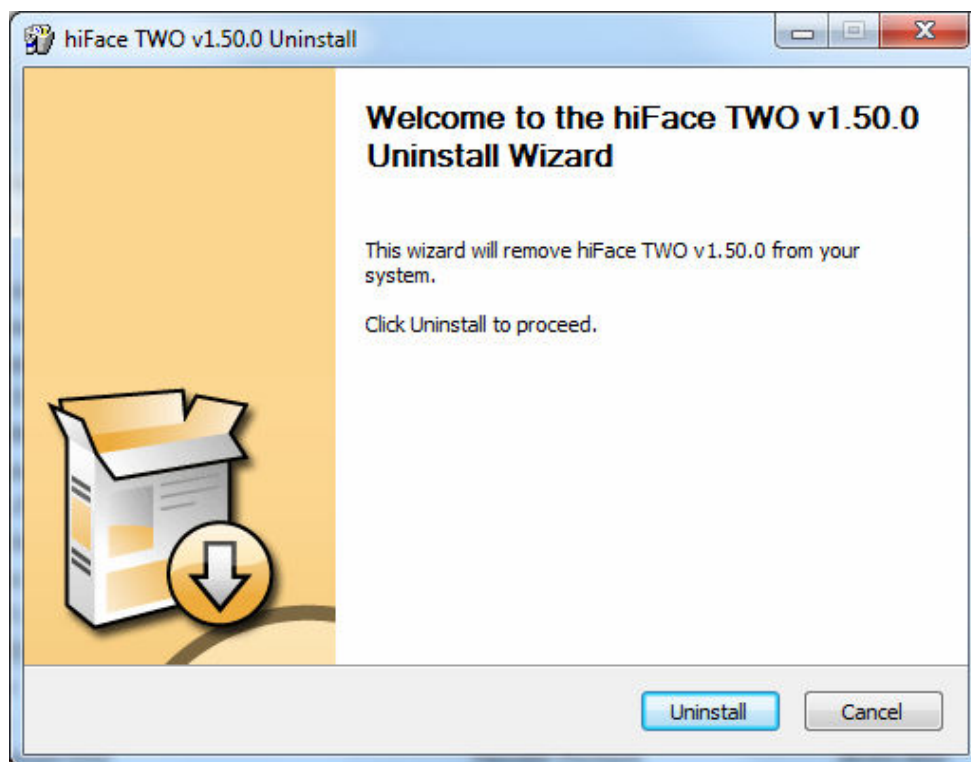 hiFace TWO v1.50.0 Uninstall
Welcome to the hiFace TWO v1.50.0
Uninstall Wizard
This wizard will remove hiFace TWO v1.50.0 from your
system.
Click Uninstall to proceed.
Uninstall
Cancel